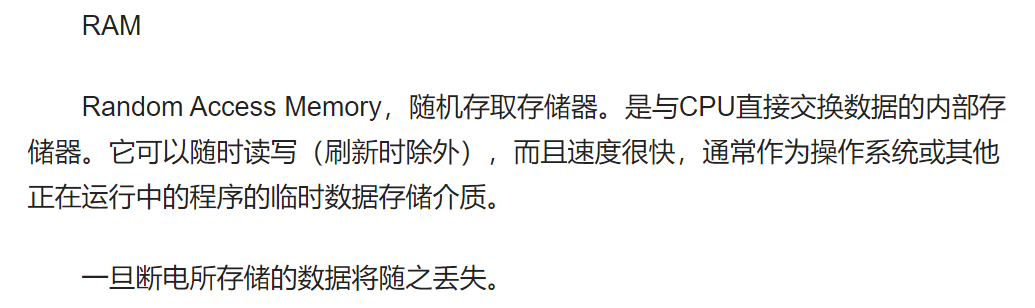 RAM
Random Access Memory，随机存取存储器。是与CPU直接交换数据的内部存
储器。它可以随时读写（刷新时除外），而且速度很快，通常作为操作系统或其他
正在运行中的程序的临时数据存储介质。
一旦断电所存储的数据将随之丢失。